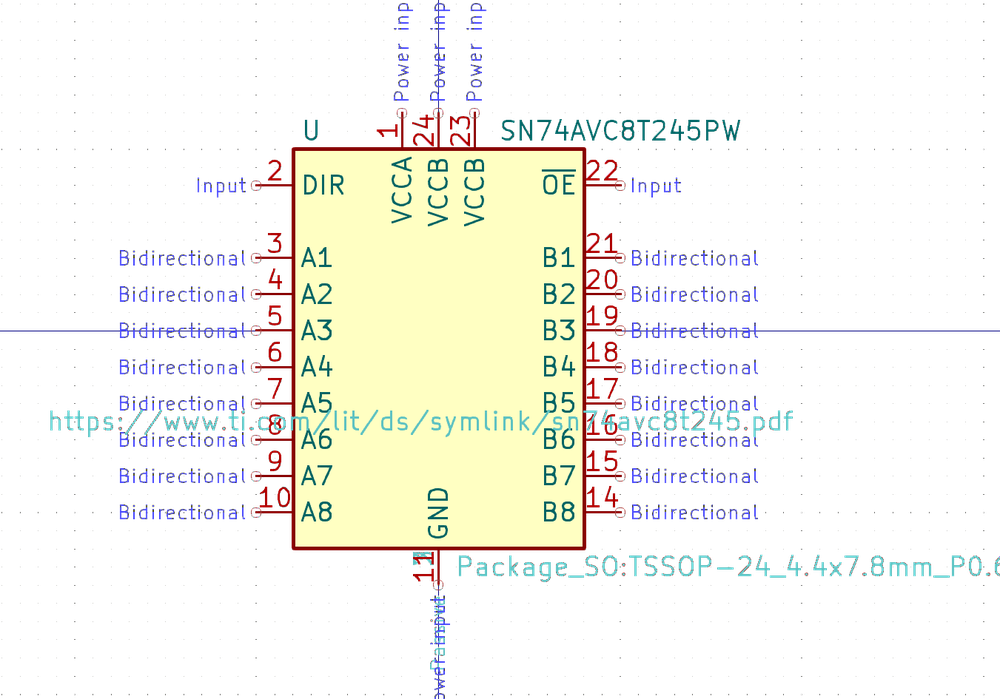 Power inp Power inp Power inp
1 24 23
U SN74AVC8T245PW
VCCA VCCB VCCB
Input 2 DIR OE 22 Input
Bidirectional 3 A1 B1 21 Bidirectional
Bidirectional 4 A2 B2 20 Bidirectional
Bidirectional 5 A3 B3 19 Bidirectional
Bidirectional 6 A4 B4 18 Bidirectional
Bidirectional 7 A5 B5 17 Bidirectional
https://www.ti.com/lit/ds/symlink/sn74avc8t245.pdf
Bidirectional 8 A6 B6 16 Bidirectional
Bidirectional 9 A7 B7 15 Bidirectional
Bidirectional 10 A8 B8 14 Bidirectional
GND
11
Package_SO:TSSOP-24_4.4x7.8mm_P0.6
ower input